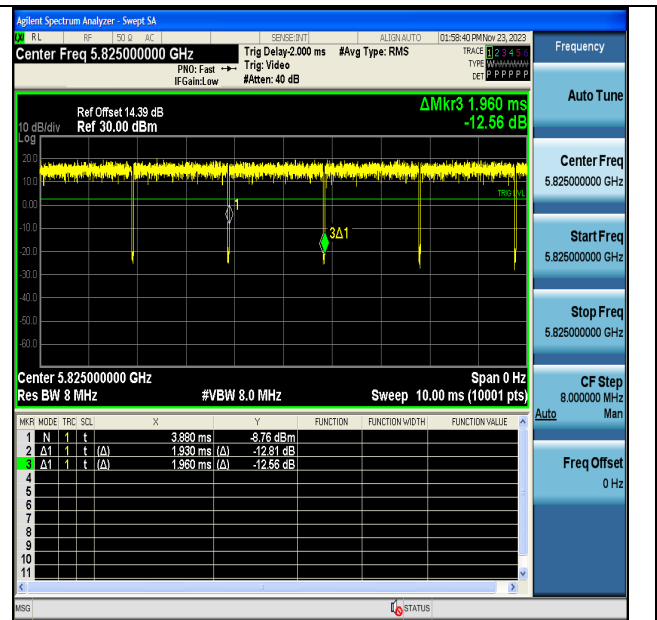 Agilent Spectrum Analyzer - Swept SA
RL RF 50 Ω AC SENSE:INT ALIGN AUTO 01:58:40 PM Nov 23, 2023
Center Freq 5.825000000 GHz Trig Delay-2.000 ms #Avg Type: RMS TRACE 1 2 3 4 5 6
PNO: Fast Trig: Video TYPE
IFGain:Low #Atten: 40 dB DET P P P P P P
Ref Offset 14.39 dB ΔMkr3 1.960 ms
10 dB/div Ref 30.00 dBm -12.56 dB
Log
20.0
10.0
TRIG LVL
0.00
1
-10.0
3Δ1
-20.0
-30.0
-40.0
-50.0
-60.0
Center 5.825000000 GHz Span 0 Hz
Res BW 8 MHz #VBW 8.0 MHz Sweep 10.00 ms (10001 pts)
MKR MODE TRC SCL X Y FUNCTION FUNCTION WIDTH FUNCTION VALUE
1 N 1 t 3.880 ms -8.76 dBm
2 Δ1 1 t (Δ) 1.930 ms (Δ) -12.81 dB
3 Δ1 1 t (Δ) 1.960 ms (Δ) -12.56 dB
4
5
6
7
8
9
10
11
MSG STATUS
Frequency
Auto Tune
Center Freq
5.825000000 GHz
Start Freq
5.825000000 GHz
Stop Freq
5.825000000 GHz
CF Step
8.000000 MHz
Auto Man
Freq Offset
0 Hz